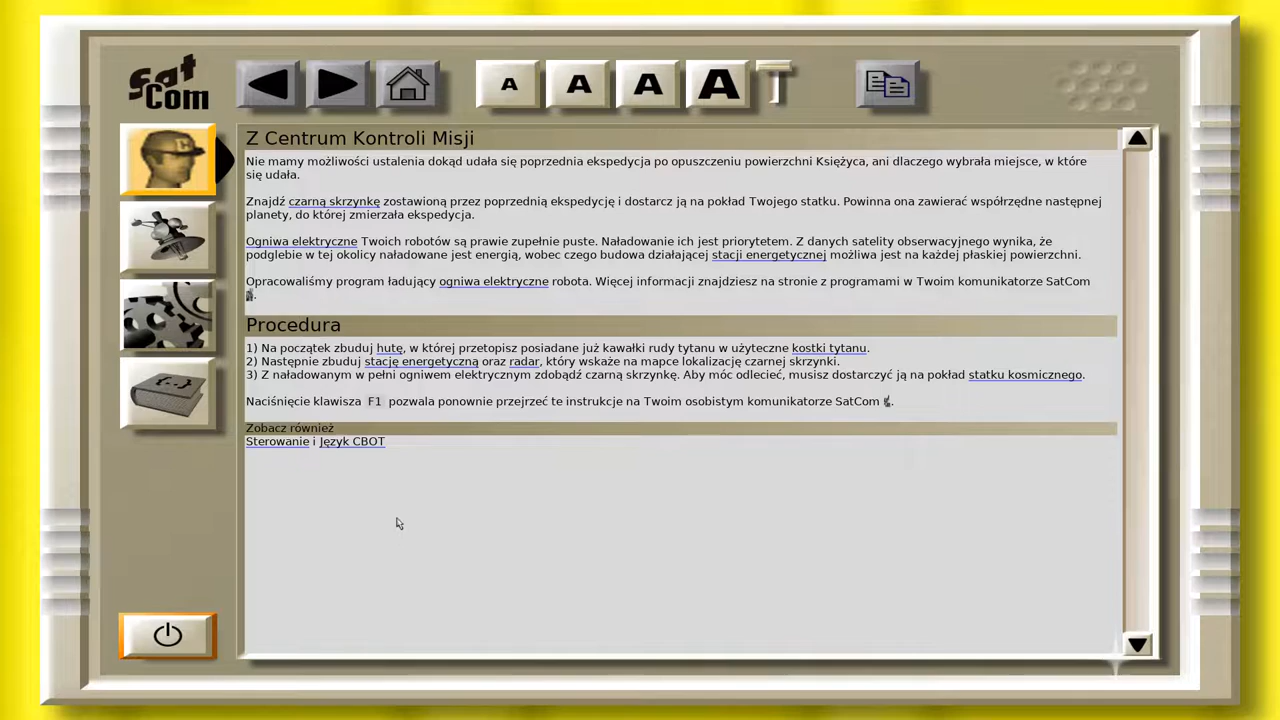 Sat
Com
A A A A
Z Centrum Kontroli Misji
Nie mamy możliwości ustalenia dokąd udała się poprzednia ekspedycja po opuszczeniu powierzchni Księżyca, ani dlaczego wybrała miejsce, w które
się udała.
Znajdź czarną skrzynkę zostawioną przez poprzednią ekspedycję i dostarcz ją na pokład Twojego statku. Powinna ona zawierać współrzędne następnej
planety, do której zmierzała ekspedycja.
Ogniwa elektryczne Twoich robotów są prawie zupełnie puste. Naładowanie ich jest priorytetem. Z danych satelity obserwacyjnego wynika, że
podglebie w tej okolicy naładowane jest energią, wobec czego budowa działającej stacji energetycznej możliwa jest na każdej płaskiej powierzchni.
Opracowaliśmy program ładujący ogniwa elektryczne robota. Więcej informacji znajdziesz na stronie z programami w Twoim komunikatorze SatCom
.
Procedura
1) Na początek zbuduj hutę, w której przetopisz posiadane już kawałki rudy tytanu w użyteczne kostki tytanu.
2) Następnie zbuduj stację energetyczną oraz radar, który wskaże na mapce lokalizację czarnej skrzynki.
3) Z naładowanym w pełni ogniwem elektrycznym zdobądź czarną skrzynkę. Aby móc odlecieć, musisz dostarczyć ją na pokład statku kosmicznego.
Naciśnięcie klawisza F1 pozwala ponownie przejrzeć te instrukcje na Twoim osobistym komunikatorze SatCom .
Zobacz również
Sterowanie i Język CBOT
{..}